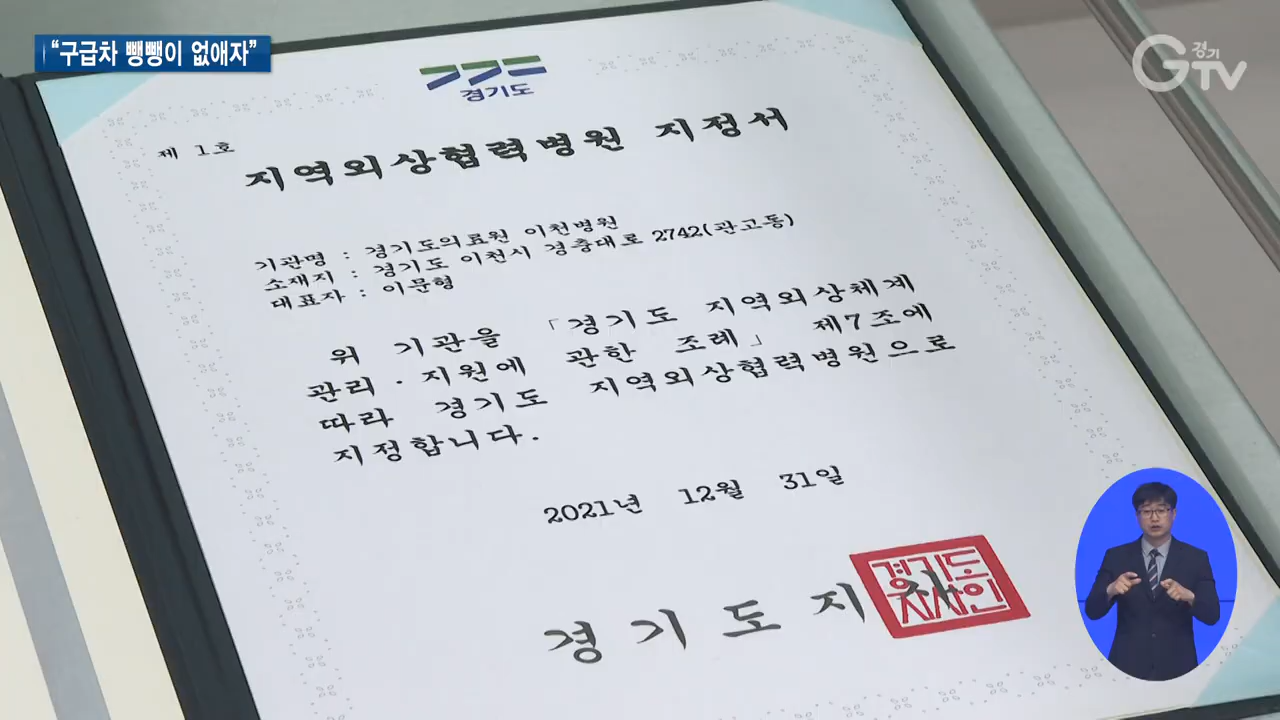 “구급차 뺑뺑이 없애자”
경기 GTV
경기도
제 1호
지역외상협력병원 지정서
기관명 : 경기도의료원 이천병원
소재지 : 경기도 이천시 경충대로 2742(관고동)
대표자 : 이문형
위 기관을 「경기도 지역외상체계
관리·지원에 관한 조례」 제7조에
따라 경기도 지역외상협력병원으로
지정합니다.
2021년 12월 31일
경기도지사
경기도
지사인